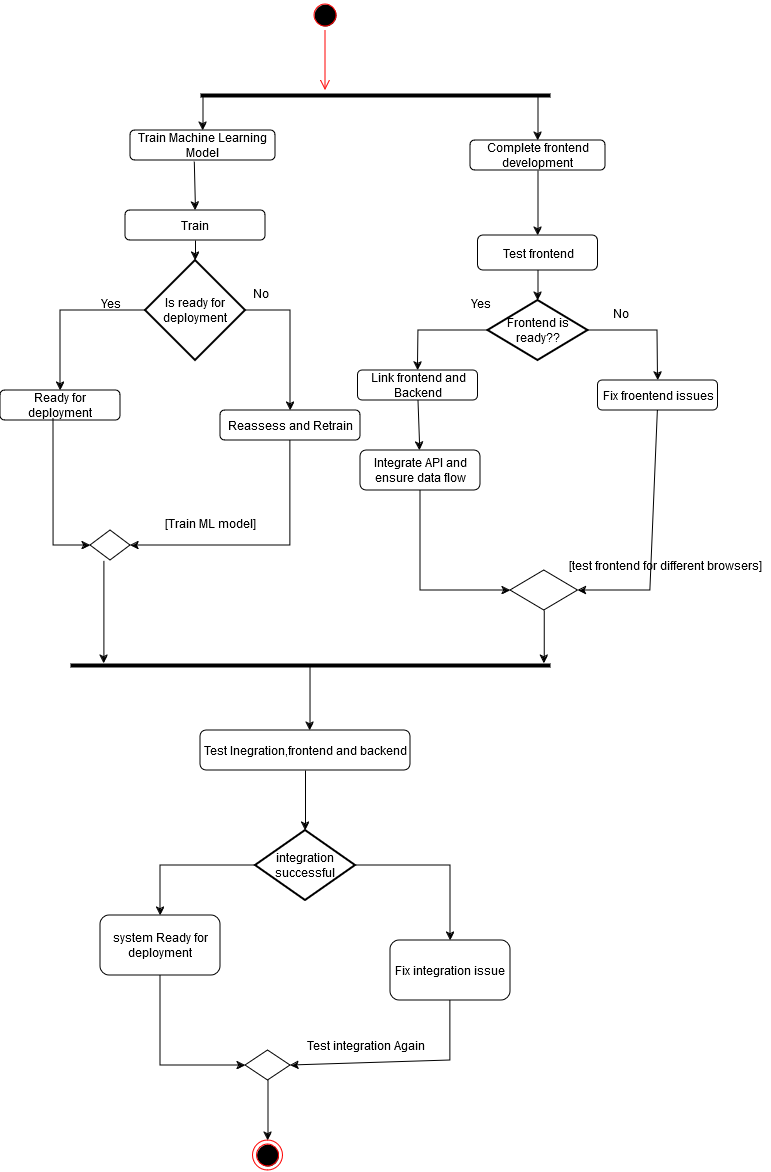 Train Machine Learning
Model
Complete frontend
development
Train
Test frontend
Is ready for
deployment
Yes
No
Frontend is
ready??
Yes
No
Ready for
deployment
Reassess and Retrain
Link frontend and
Backend
Fix froentend issues
Integrate API and
ensure data flow
[Train ML model]
[test frontend for different browsers]
Test Inegration,frontend and backend
integration
successful
system Ready for
deployment
Fix integration issue
Test integration Again